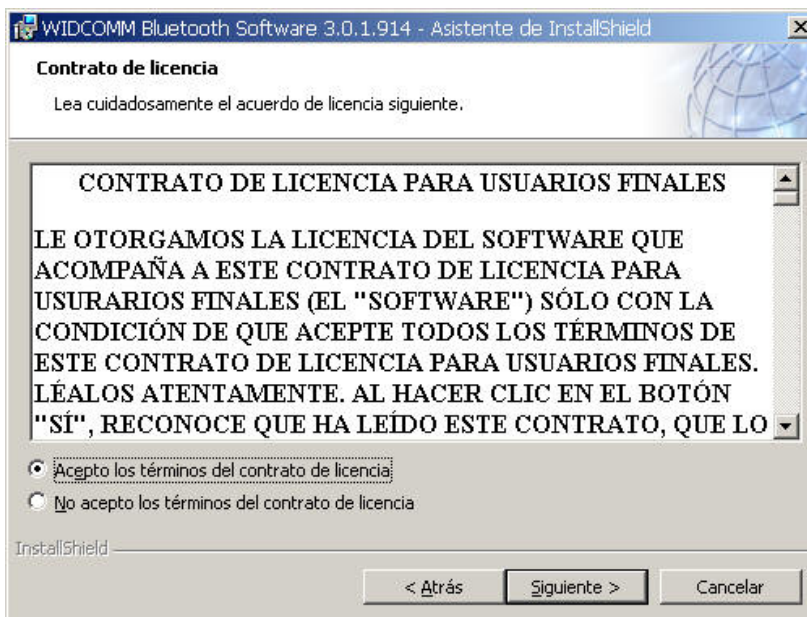 WIDCOMM Bluetooth Software 3.0.1.914 - Asistente de InstallShield
Contrato de licencia
Lea cuidadosamente el acuerdo de licencia siguiente.
CONTRATO DE LICENCIA PARA USUARIOS FINALES
LE OTORGAMOS LA LICENCIA DEL SOFTWARE QUE
ACOMPAÑA A ESTE CONTRATO DE LICENCIA PARA
USURARIOS FINALES (EL "SOFTWARE") SÓLO CON LA
CONDICIÓN DE QUE ACEPTE TODOS LOS TÉRMINOS DE
ESTE CONTRATO DE LICENCIA PARA USUARIOS FINALES.
LÉALOS ATENTAMENTE. AL HACER CLIC EN EL BOTÓN
"SÍ", RECONOCE QUE HA LEÍDO ESTE CONTRATO, QUE LO
Acepto los términos del contrato de licencia
No acepto los términos del contrato de licencia
InstallShield
< Atrás Siguiente > Cancelar